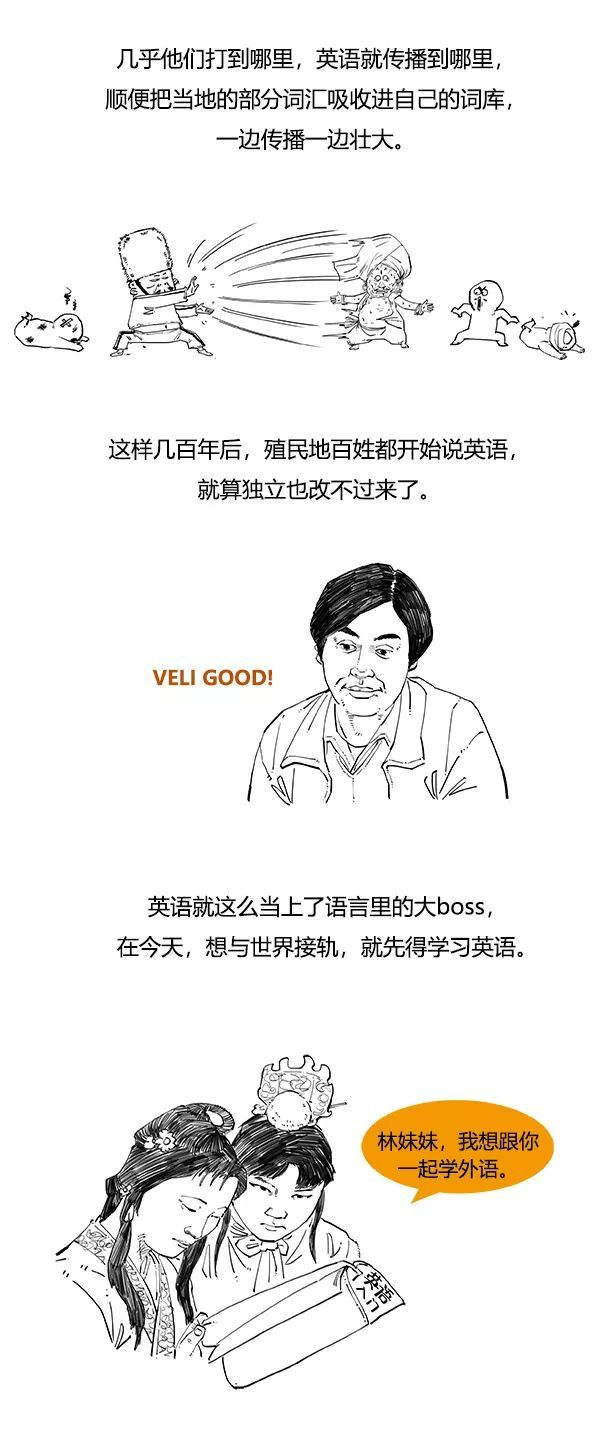 几乎他们打到哪里，英语就传播到哪里，
顺便把当地的部分词汇吸收进自己的词库，
一边传播一边壮大。
这样几百年后，殖民地百姓都开始说英语，
就算独立也改不过来了。
VELI GOOD!
英语就这么当上了语言里的大boss，
在今天，想与世界接轨，就先得学习英语。
林妹妹，我想跟你
一起学外语。
英语
入门